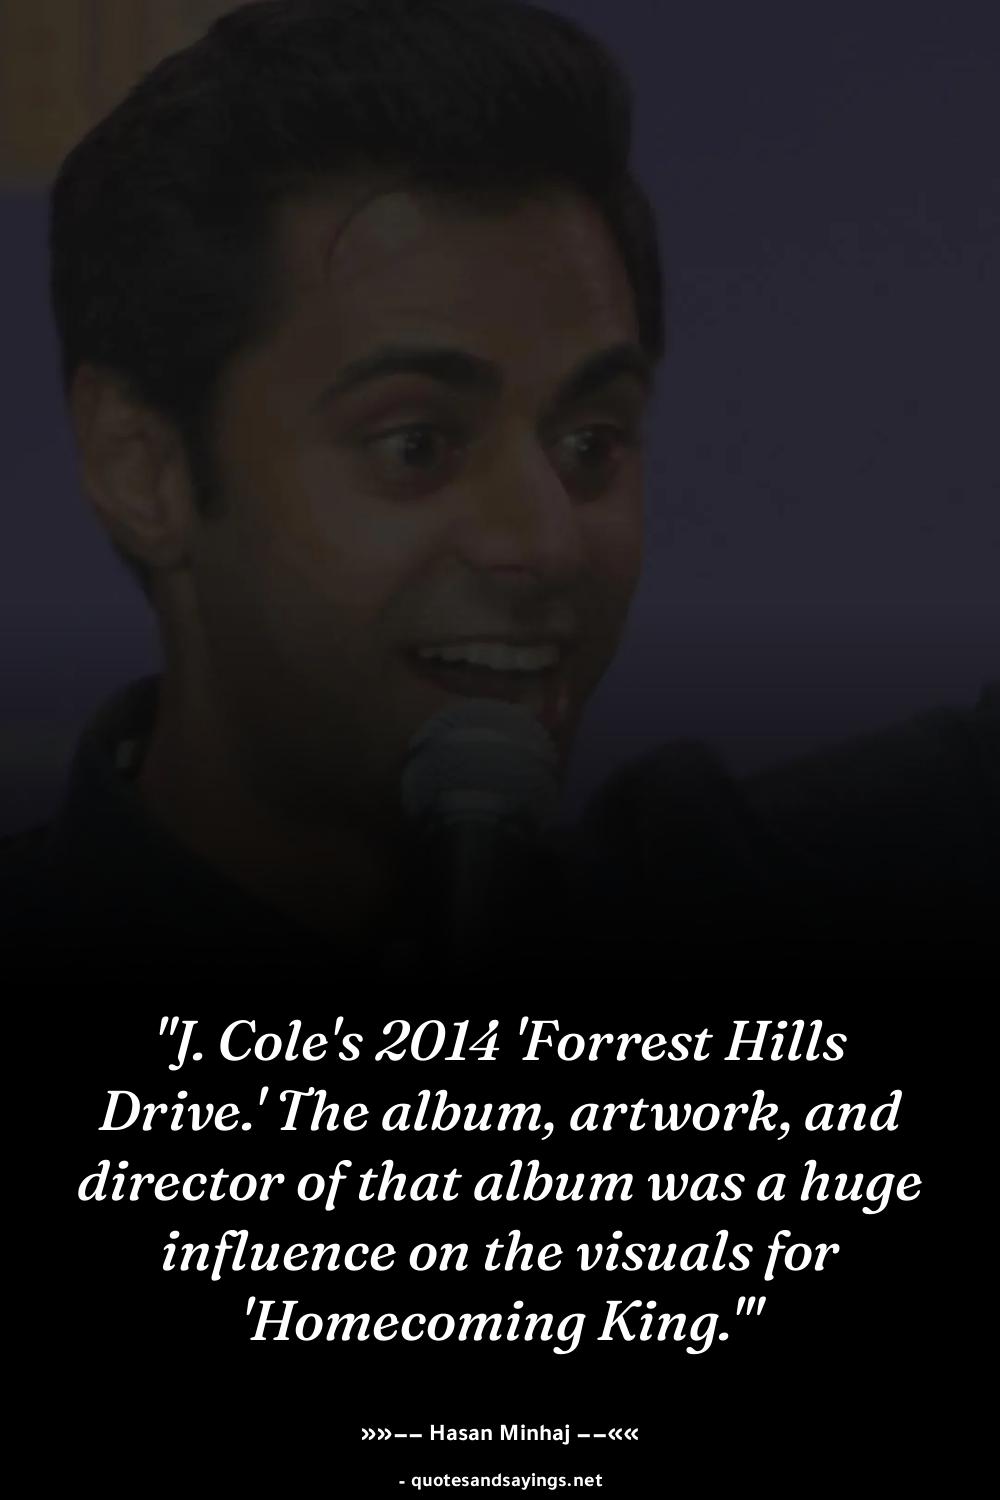 "J. Cole's 2014 'Forrest Hills
Drive.' The album, artwork, and
director of that album was a huge
influence on the visuals for
'Homecoming King.'"
»»–– Hasan Minhaj ––««
- quotesandsayings.net